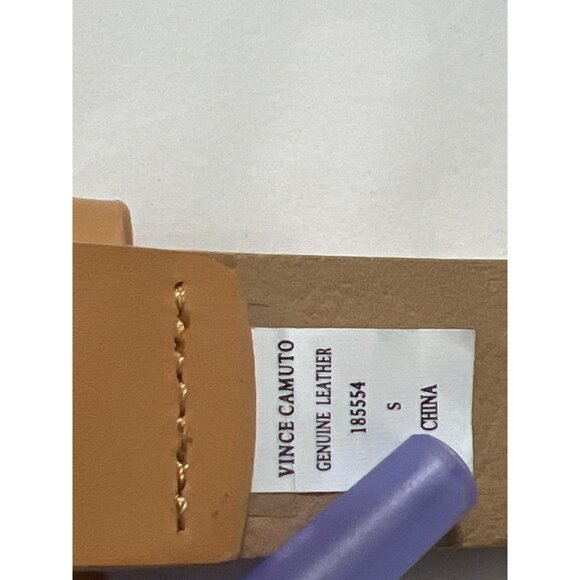 VINCE CAMUTO
GENUINE LEATHER
185554
S
CHINA